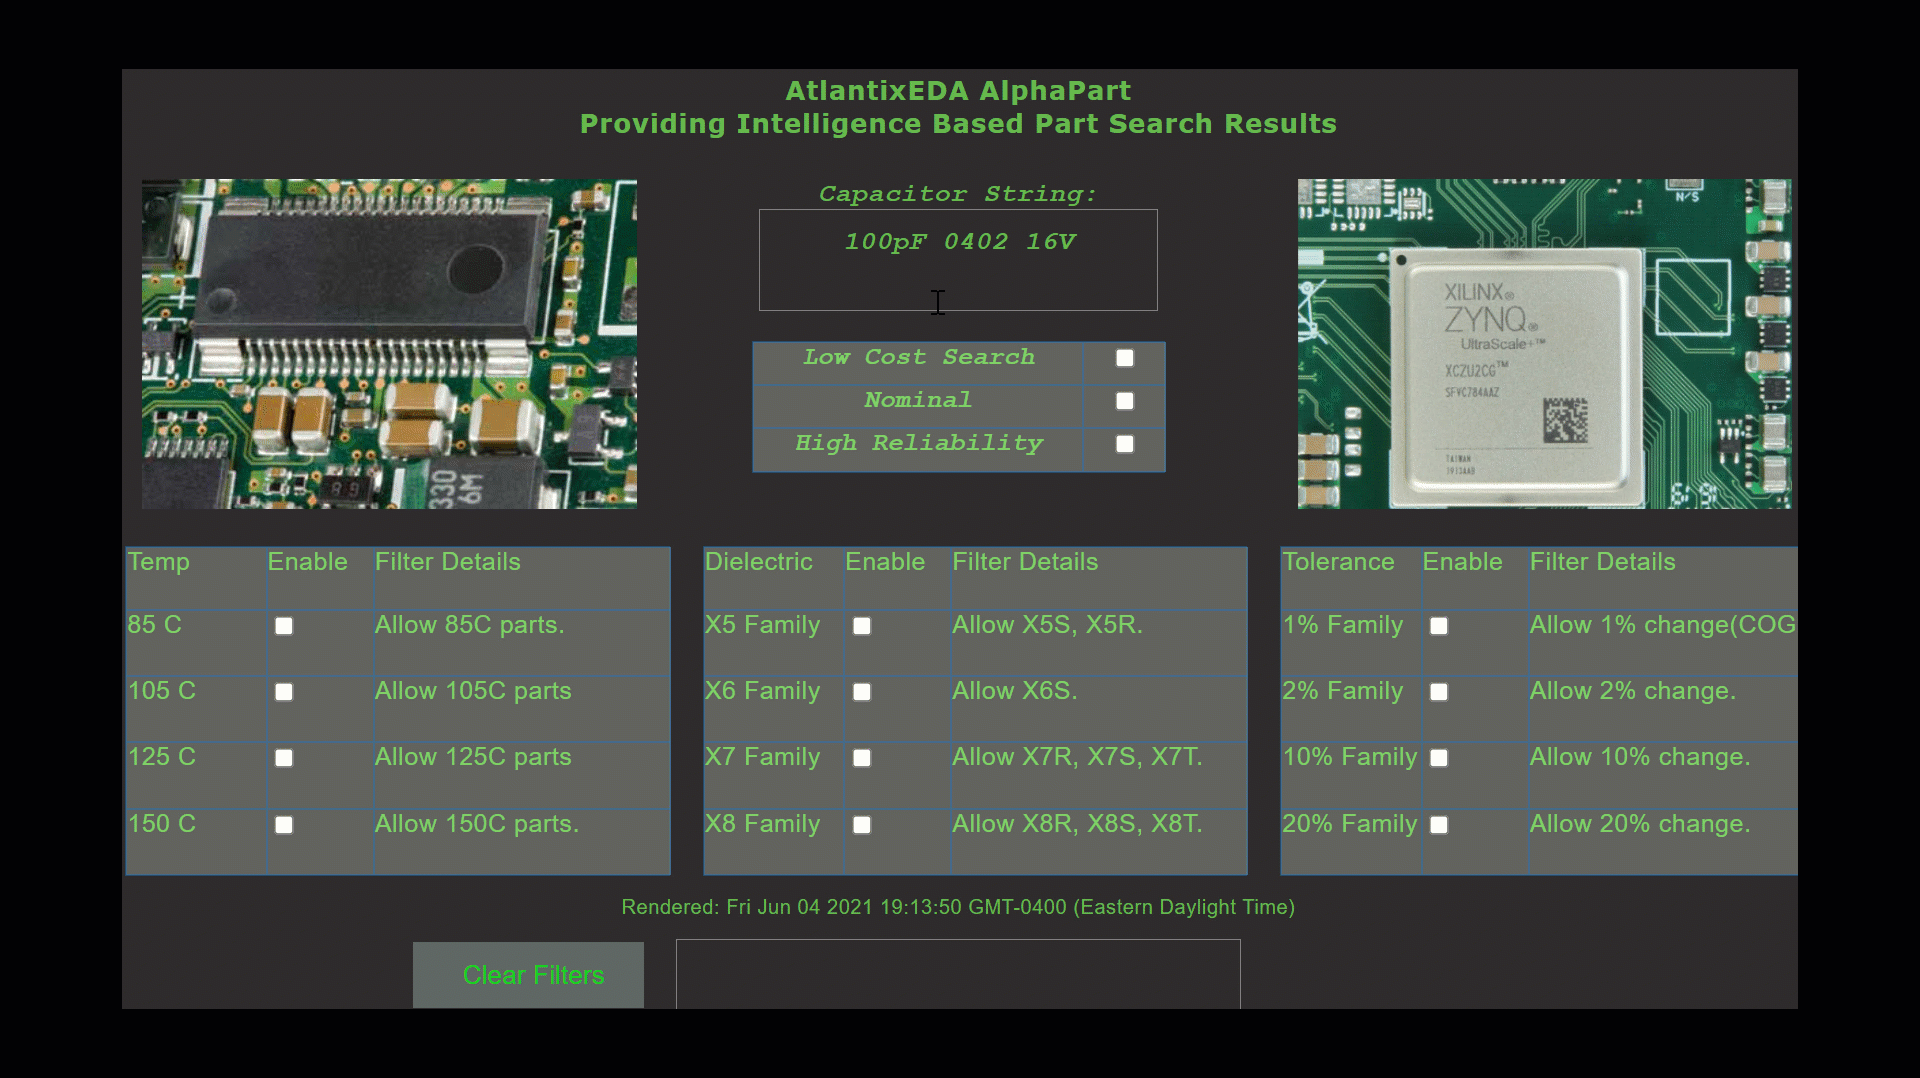 AtlantixEDA AlphaPart
Providing Intelligence Based Part Search Results
Capacitor String:
100pF 0402 16V
Low Cost Search
Nominal
High Reliability
330
6M
N/S
XILINX®
ZYNQ®
UltraScale+™
XCZU2CG™
SFVC784AAZ
TAIWAN
Temp Enable Filter Details
85 C Allow 85C parts.
105 C Allow 105C parts
125 C Allow 125C parts
150 C Allow 150C parts.
Dielectric Enable Filter Details
X5 Family Allow X5S, X5R.
X6 Family Allow X6S.
X7 Family Allow X7R, X7S, X7T.
X8 Family Allow X8R, X8S, X8T.
Tolerance Enable Filter Details
1% Family Allow 1% change(COG
2% Family Allow 2% change.
10% Family Allow 10% change.
20% Family Allow 20% change.
Rendered: Fri Jun 04 2021 19:13:50 GMT-0400 (Eastern Daylight Time)
Clear Filters